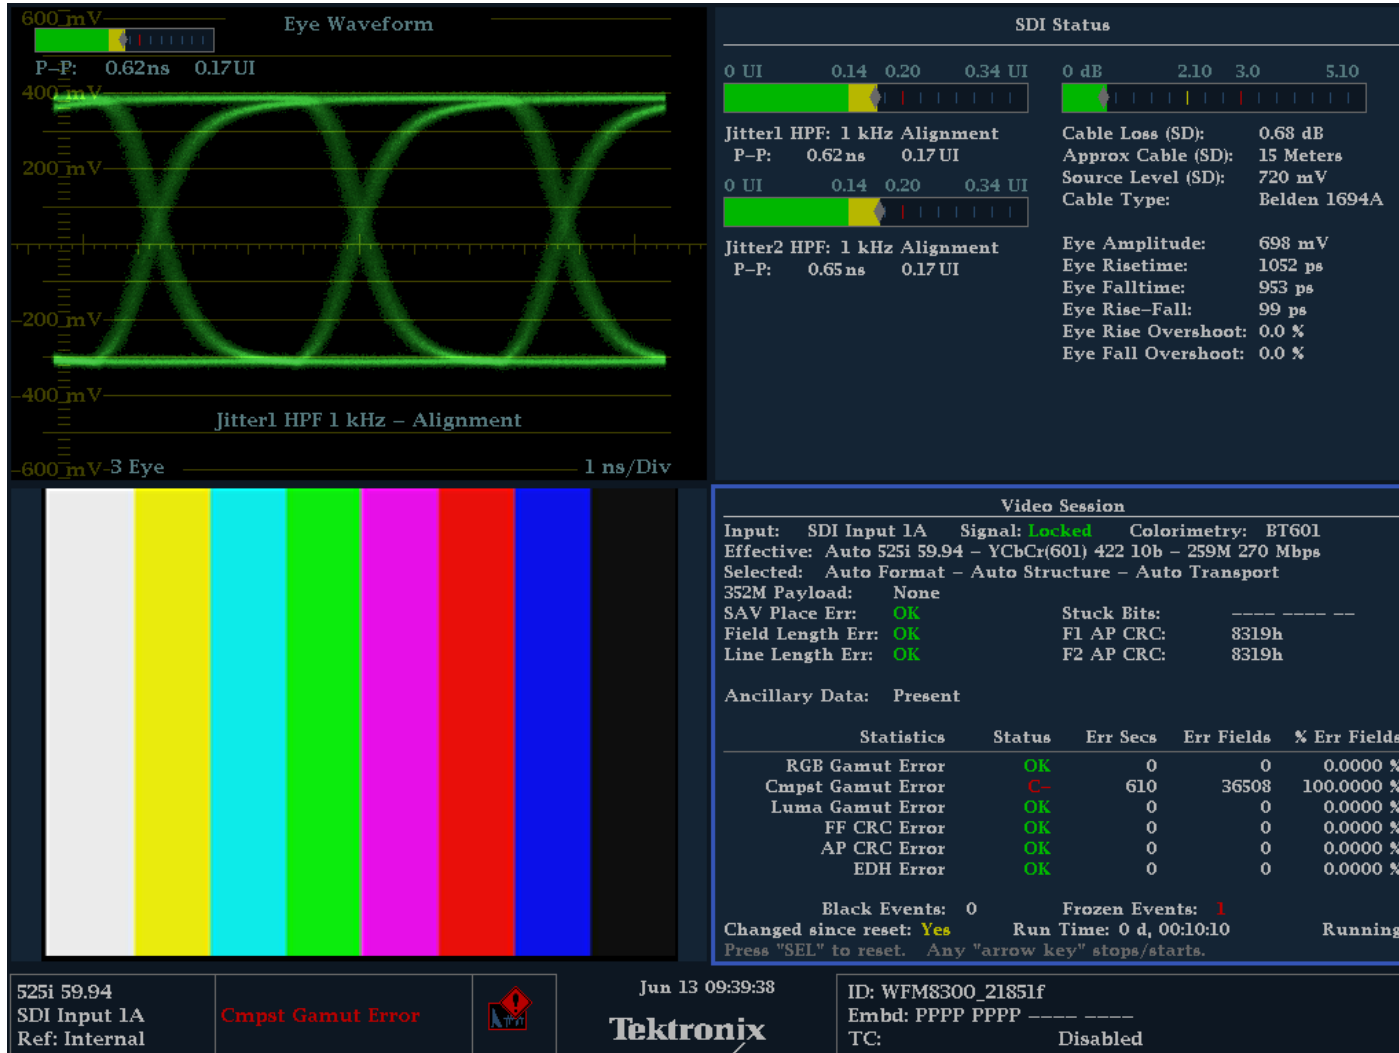 Eye Waveform
600 mV
P-P: 0.62ns 0.17UI
400 mV
200 mV
-200 mV
-400 mV
Jitter1 HPF 1 kHz – Alignment
-600 mV
3 Eye
1 ns/Div
SDI Status
0 UI 0.14 0.20 0.34 UI
Jitter1 HPF: 1 kHz Alignment
P-P: 0.62ns 0.17UI
0 UI 0.14 0.20 0.34 UI
Jitter2 HPF: 1 kHz Alignment
P-P: 0.65ns 0.17UI
0 dB 2.10 3.0 5.10
Cable Loss (SD): 0.68 dB
Approx Cable (SD): 15 Meters
Source Level (SD): 720 mV
Cable Type: Belden 1694A
Eye Amplitude: 698 mV
Eye Risetime: 1052 ps
Eye Falltime: 953 ps
Eye Rise-Fall: 99 ps
Eye Rise Overshoot: 0.0 %
Eye Fall Overshoot: 0.0 %
Video Session
Input: SDI Input 1A Signal: Locked Colorimetry: BT601
Effective: Auto 525i 59.94 – YCbCr(601) 422 10b – 259M 270 Mbps
Selected: Auto Format – Auto Structure – Auto Transport
352M Payload: None
SAV Place Err: OK Stuck Bits: ---- ---- --
Field Length Err: OK F1 AP CRC: 8319h
Line Length Err: OK F2 AP CRC: 8319h
Ancillary Data: Present
Statistics Status Err Secs Err Fields % Err Fields
RGB Gamut Error OK 0 0 0.0000 %
Cmpst Gamut Error C- 610 36508 100.0000 %
Luma Gamut Error OK 0 0 0.0000 %
FF CRC Error OK 0 0 0.0000 %
AP CRC Error OK 0 0 0.0000 %
EDH Error OK 0 0 0.0000 %
Black Events: 0 Frozen Events: 1
Changed since reset: Yes Run Time: 0 d, 00:10:10 Running
Press "SEL" to reset. Any "arrow key" stops/starts.
525i 59.94
SDI Input 1A
Ref: Internal
Cmpst Gamut Error
Jun 13 09:39:38
Tektronix
ID: WFM8300_21851f
Embd: PPPP PPPP ---- ----
TC: Disabled